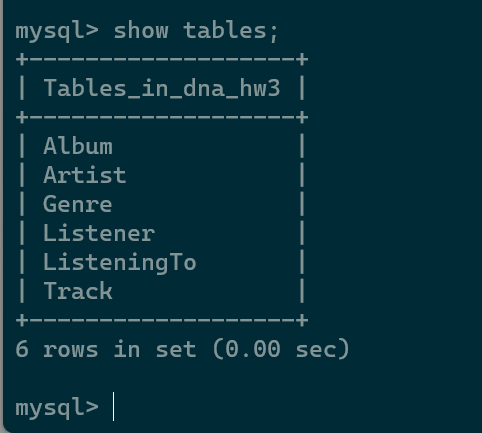 mysql> show tables;
+-------------------+
| Tables_in_dna_hw3 |
+-------------------+
| Album             |
| Artist            |
| Genre             |
| Listener          |
| ListeningTo       |
| Track             |
+-------------------+
6 rows in set (0.00 sec)
mysql>